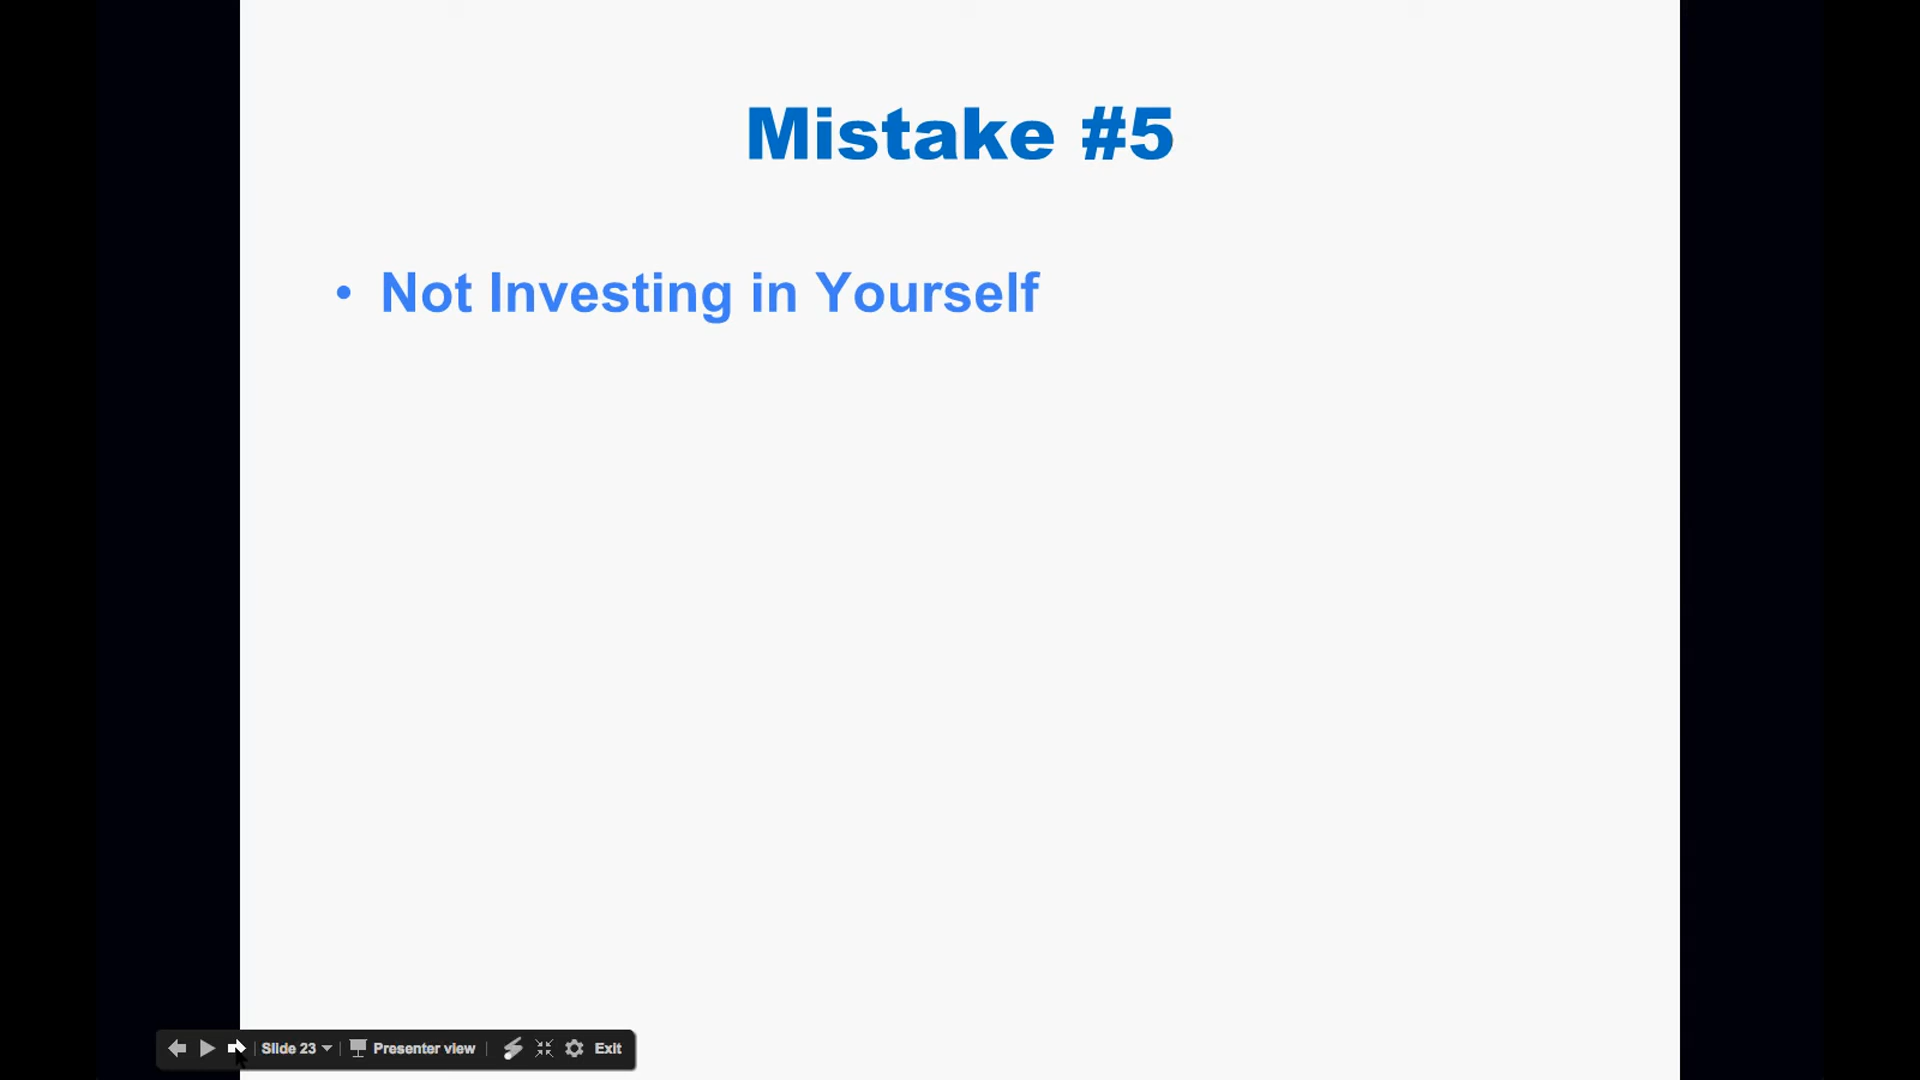 Mistake #5
• Not Investing in Yourself
Slide 23 Presenter view Exit